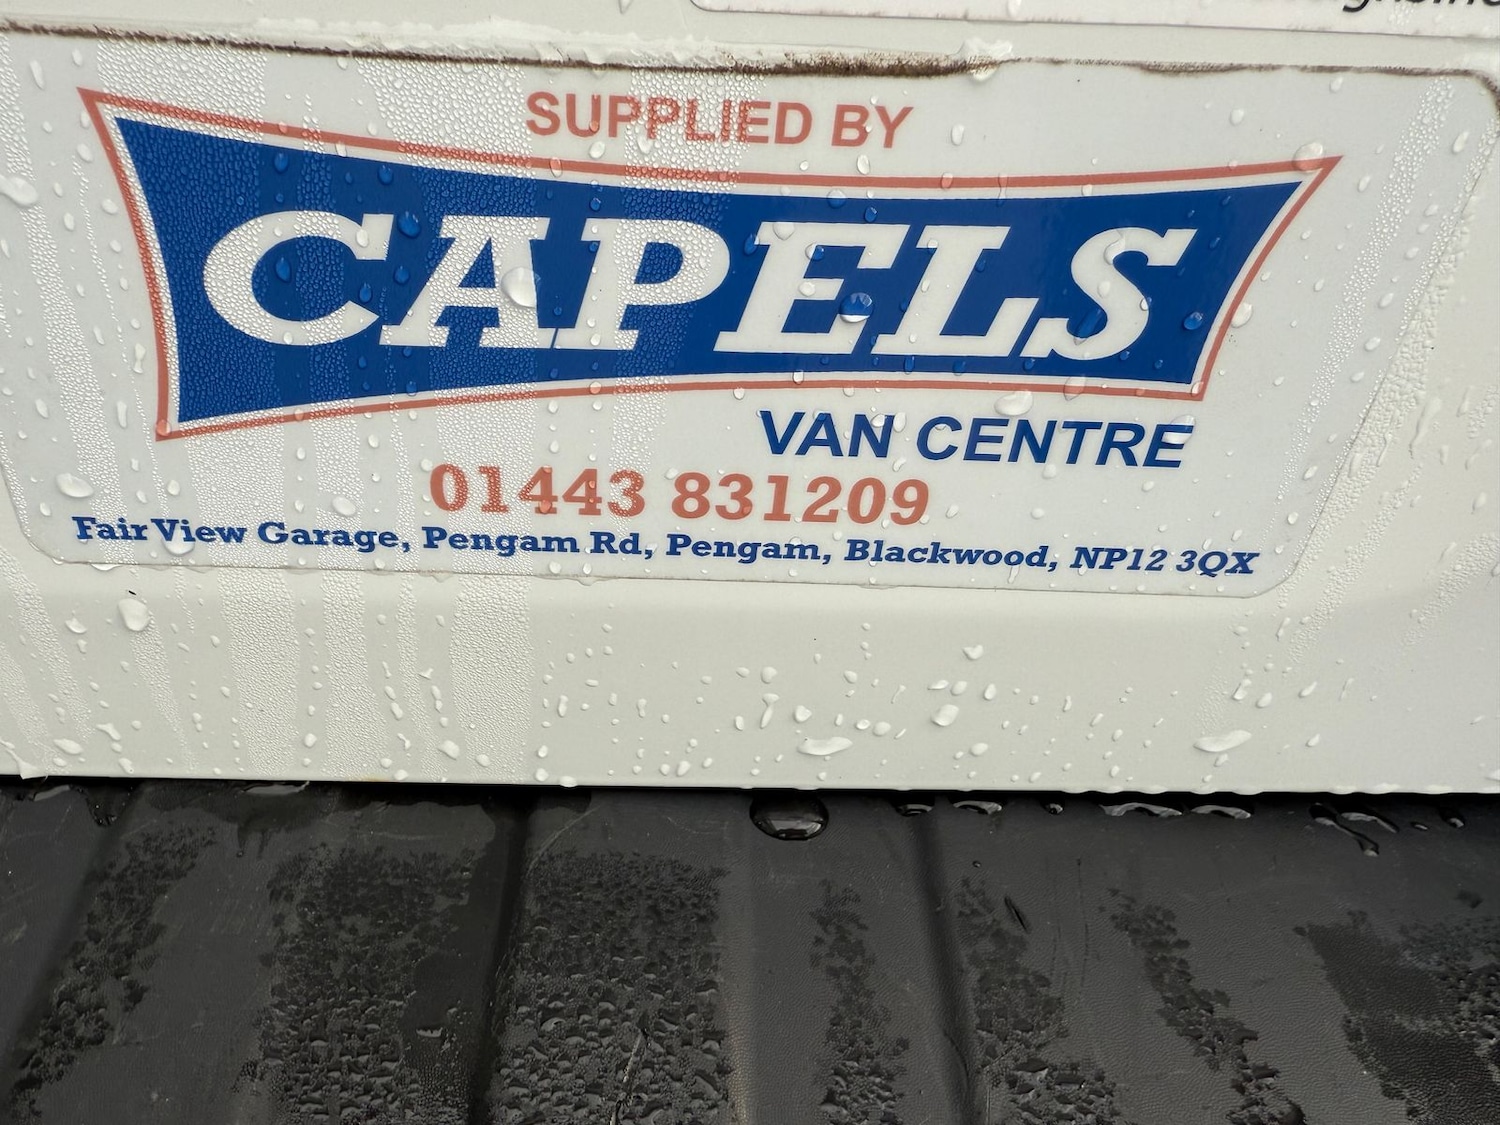 SUPPLIED BY
CAPELS
VAN CENTRE
01443 831209
Fair View Garage, Pengam Rd, Pengam, Blackwood, NP12 3QX